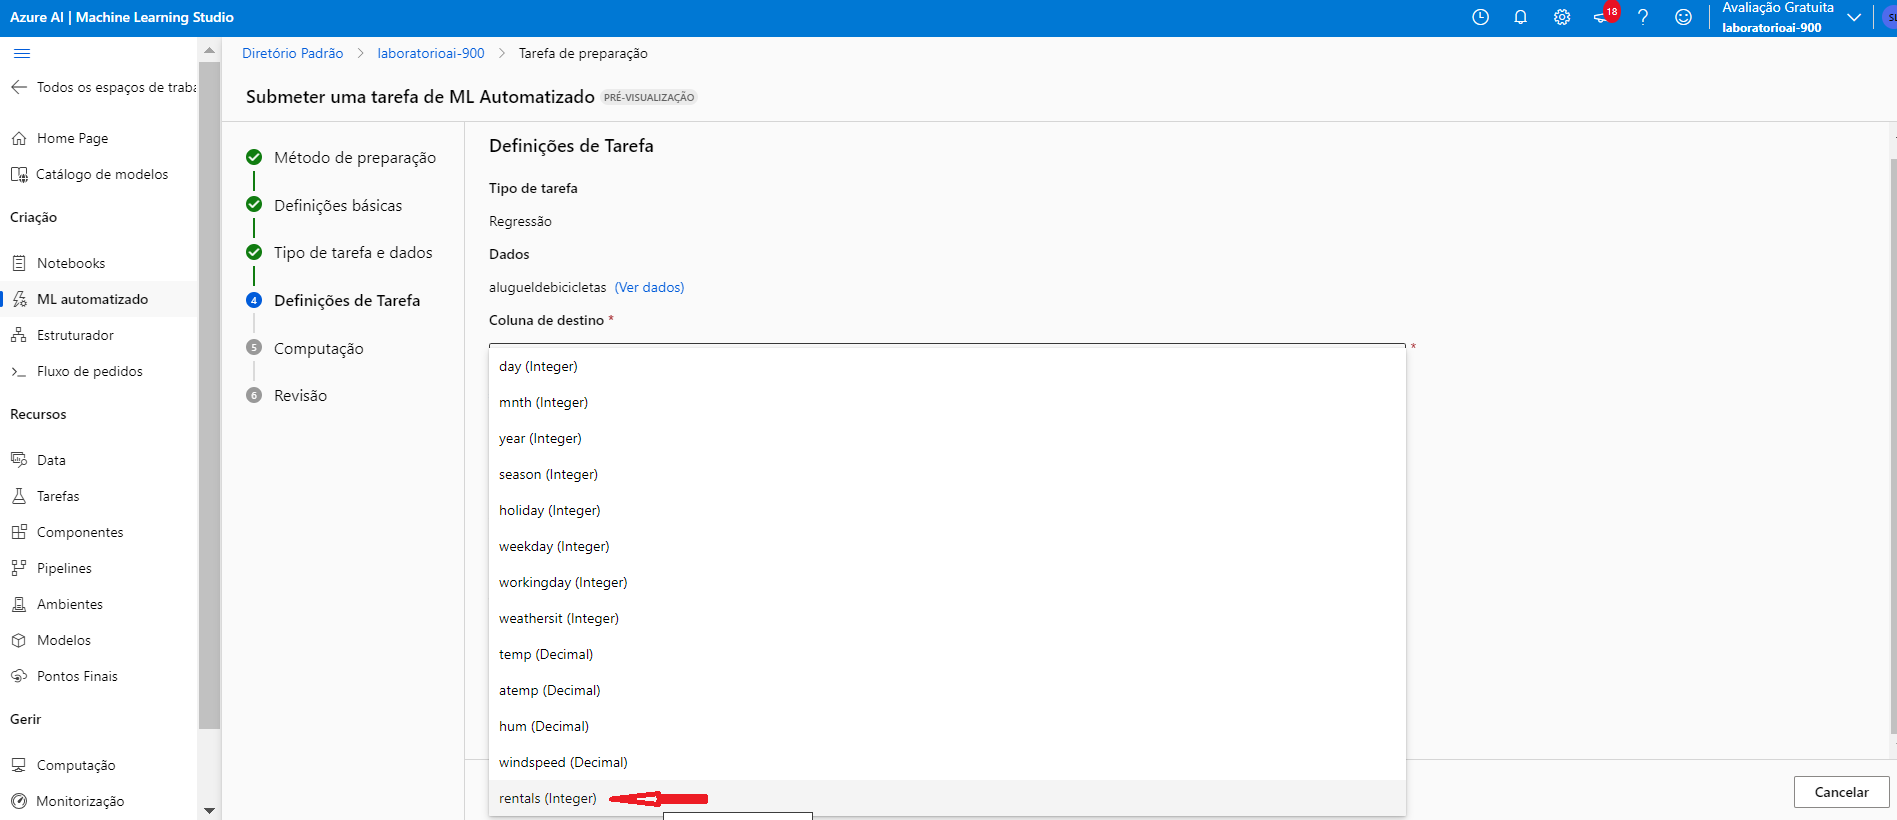 Azure AI | Machine Learning Studio
18
Avaliação Gratuita
laboratorioai-900
Todos os espaços de traba
Home Page
Catálogo de modelos
Criação
Notebooks
ML automatizado
Estruturador
Fluxo de pedidos
Recursos
Data
Tarefas
Componentes
Pipelines
Ambientes
Modelos
Pontos Finais
Gerir
Computação
Monitorização
Diretório Padrão > laboratorioai-900 > Tarefa de preparação
Submeter uma tarefa de ML Automatizado PRÉ-VISUALIZAÇÃO
Método de preparação
Definições básicas
Tipo de tarefa e dados
4 Definições de Tarefa
5 Computação
6 Revisão
Definições de Tarefa
Tipo de tarefa
Regressão
Dados
alugueldebicicletas (Ver dados)
Coluna de destino *
*
day (Integer)
mnth (Integer)
year (Integer)
season (Integer)
holiday (Integer)
weekday (Integer)
workingday (Integer)
weathersit (Integer)
temp (Decimal)
atemp (Decimal)
hum (Decimal)
windspeed (Decimal)
rentals (Integer)
Cancelar